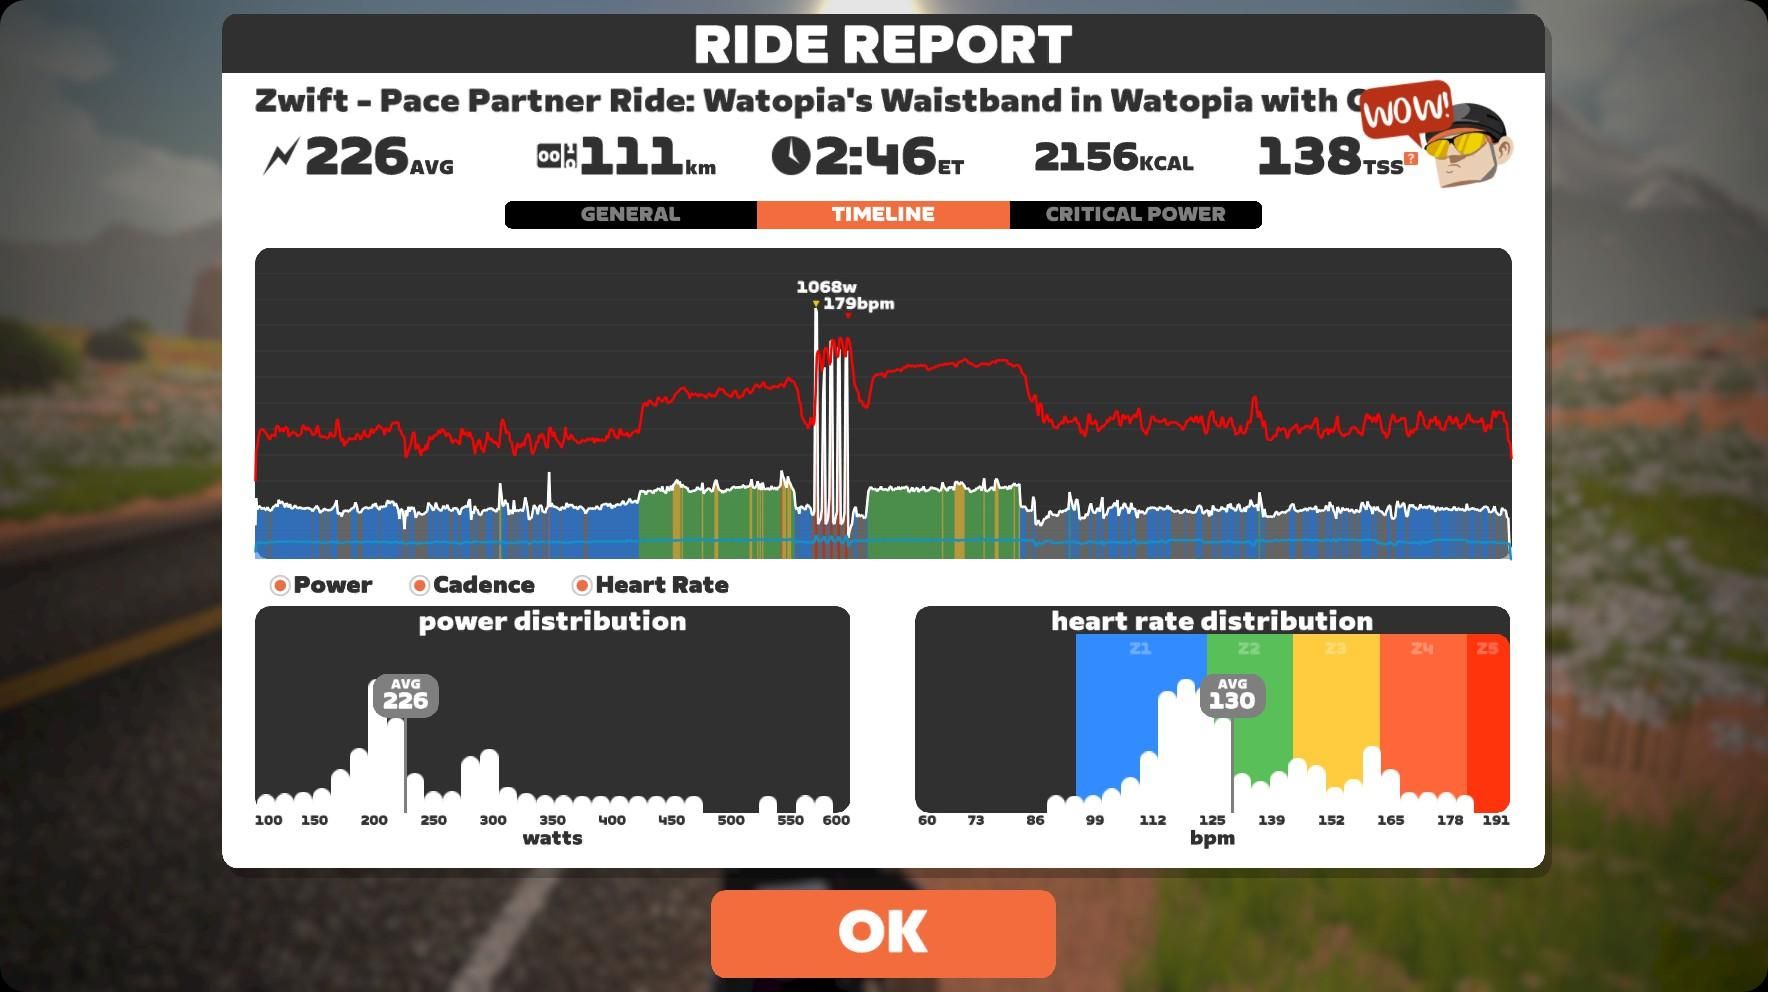 RIDE REPORT
Zwift - Pace Partner Ride: Watopia's Waistband in Watopia with
WOW!
226AVG
111km
2:46ET
2156KCAL
138TSS?
GENERAL
TIMELINE
CRITICAL POWER
1068w
179bpm
Power
Cadence
Heart Rate
power distribution
AVG
226
100 150 200 250 300 350 400 450 500 550 600
watts
heart rate distribution
Z1 Z2 Z3 Z4 Z5
AVG
130
60 73 86 99 112 125 139 152 165 178 191
bpm
OK